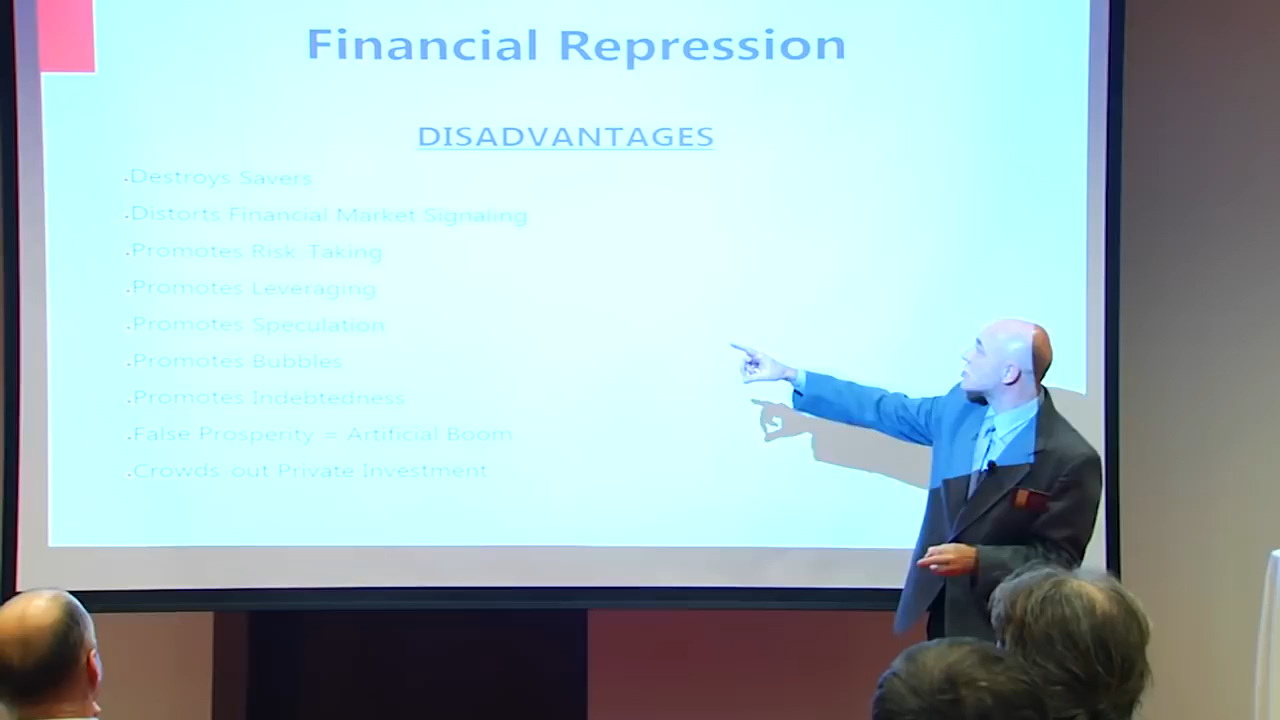 Financial Repression
DISADVANTAGES
.Destroys Savers
.Distorts Financial Market Signaling
.Promotes Risk-Taking
.Promotes Leveraging
.Promotes Speculation
.Promotes Bubbles
.Promotes Indebtedness
.False Prosperity = Artificial Boom
.Crowds-out Private Investment